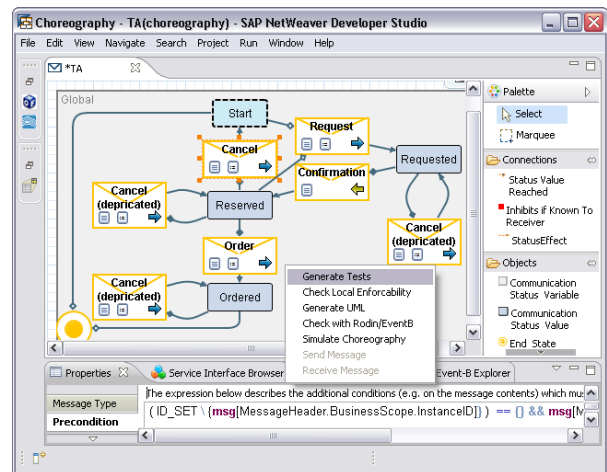 Choreography - TA(choreography) - SAP NetWeaver Developer Studio
File Edit View Navigate Search Project Run Window Help
*TA
Global
Start
Request
Cancel
Requested
Confirmation
Cancel
(depricated)
Reserved
Cancel
(depricated)
Order
Cancel
(depricated)
Ordered
Palette
Select
Marquee
Connections
Status Value
Reached
Inhibits if Known To
Receiver
StatusEffect
Objects
Communication
Status Variable
Communication
Status Value
End State
Generate Tests
Check Local Enforcability
Generate UML
Check with Rodin/EventB
Simulate Choreography
Send Message
Receive Message
Properties Service Interface Browser Event-B Explorer
Message Type
Precondition
The expression below describes the additional conditions (e.g. on the message contents) which mus
( ID_SET \ {msg[MessageHeader.BusinessScope.InstanceID]} ) == {} && msg[M